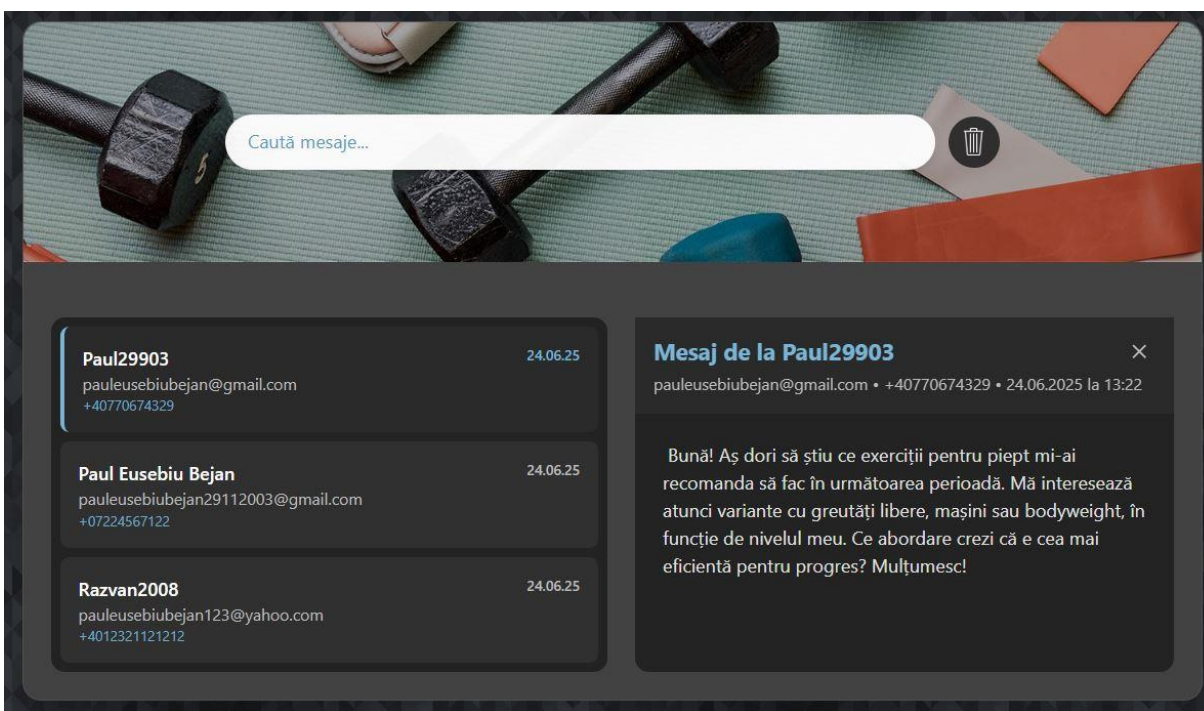 Caută mesaje...
Paul29903
24.06.25
pauleusebiubejan@gmail.com
+40770674329
Paul Eusebiu Bejan
24.06.25
pauleusebiubejan29112003@gmail.com
+07224567122
Razvan2008
24.06.25
pauleusebiubejan123@yahoo.com
+4012321121212
Mesaj de la Paul29903
pauleusebiubejan@gmail.com • +40770674329 • 24.06.2025 la 13:22
Bună! Aș dori să știu ce exerciții pentru piept mi-ai
recomanda să fac în următoarea perioadă. Mă interesează
atunci variante cu greutăți libere, mașini sau bodyweight, în
funcție de nivelul meu. Ce abordare crezi că e cea mai
eficientă pentru progres? Mulțumesc!